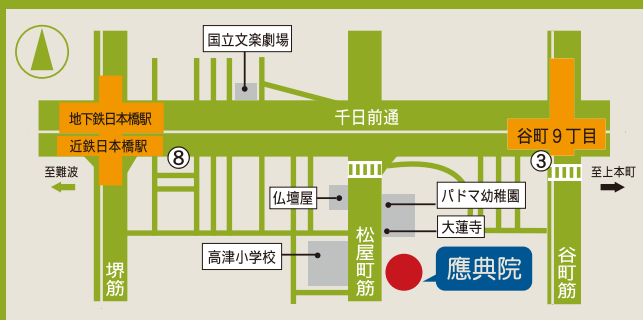 国立文楽劇場
地下鉄日本橋駅
近鉄日本橋駅
千日前通
谷町9丁目
⑧
③
至難波
至上本町
仏壇屋
パドマ幼稚園
大蓮寺
高津小学校
應典院
堺筋
松屋町筋
谷町筋